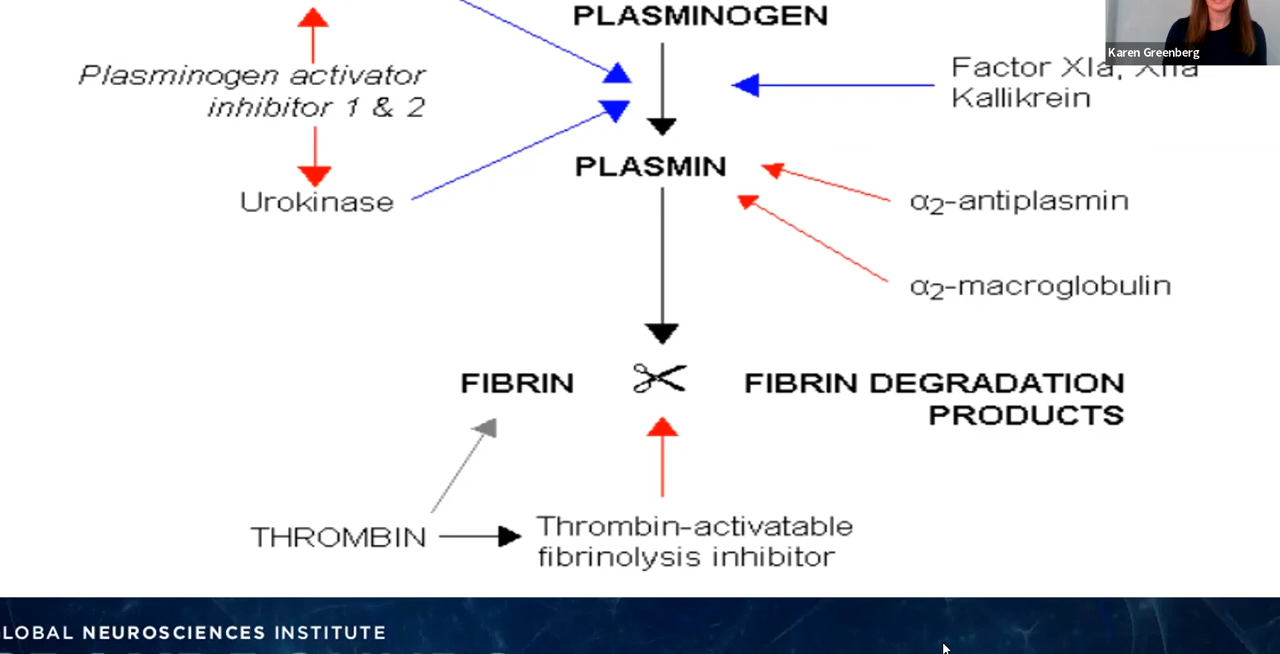 PLASMINOGEN
Karen Greenberg
Plasminogen activator
inhibitor 1 & 2
Factor XIa, XIIa
Kallikrein
PLASMIN
Urokinase
α2-antiplasmin
α2-macroglobulin
FIBRIN
FIBRIN DEGRADATION
PRODUCTS
THROMBIN
Thrombin-activatable
fibrinolysis inhibitor
LOBAL NEUROSCIENCES INSTITUTE